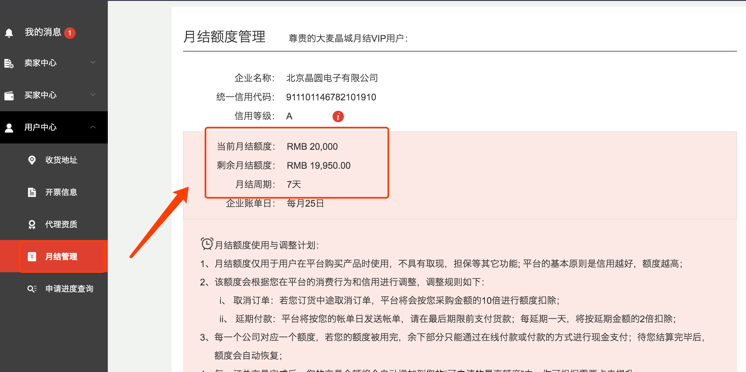 我的消息 1
卖家中心
买家中心
用户中心
收货地址
开票信息
代理资质
月结管理
申请进度查询
月结额度管理 尊贵的大麦晶城月结VIP用户：
企业名称： 北京晶圆电子有限公司
统一信用代码： 911101146782101910
信用等级： A i
当前月结额度： RMB 20,000
剩余月结额度： RMB 19,950.00
月结周期： 7天
企业账单日： 每月25日
月结额度使用与调整计划：
1、月结额度仅用于用户在平台购买产品时使用，不具有取现，担保等其它功能; 平台的基本原则是信用越好，额度越高；
2、该额度会根据您在平台的消费行为和信用进行调整，调整规则如下：
i、 取消订单：若您订货中途取消订单，平台将会按您采购金额的10倍进行额度扣除；
ii、 延期付款：平台将按您的帐单日发送帐单，请在最后期限前支付货款；每延期一天，将按延期金额的2倍扣除；
3、每一个公司对应一个额度，若您的额度被用完，余下部分只能通过在线付款或付款的方式进行现金支付；待您结算完毕后，
额度会自动恢复；